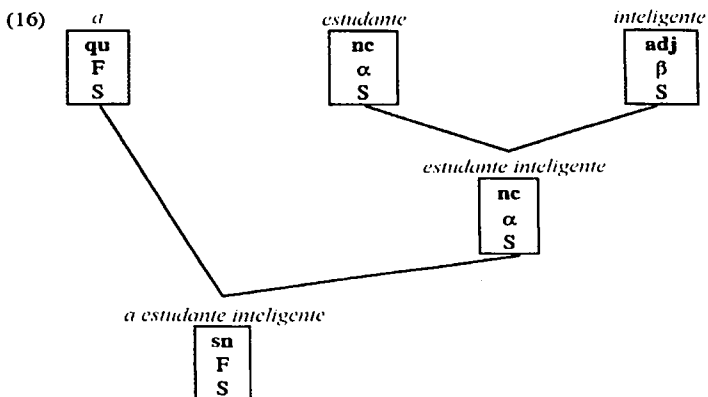 (16) a estudante inteligente
qu nc adj
F α β
S S S
estudante inteligente
nc
α
S
a estudante inteligente
sn
F
S